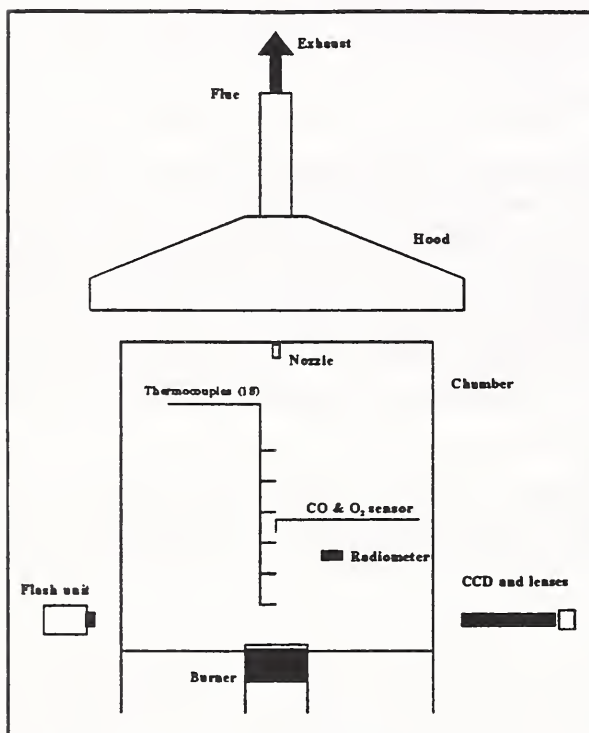 Exhaust
Flue
Hood
Nozzle
Thermocouples (18)
Chamber
CO & O₂ sensor
Radiometer
Flash unit
CCD and lenses
Burner